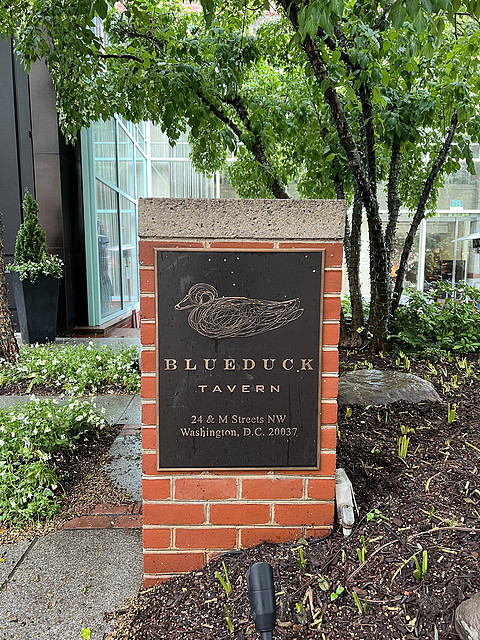 BLUEDUCK
TAVERN
24 & M Streets NW
Washington, D.C. 20037